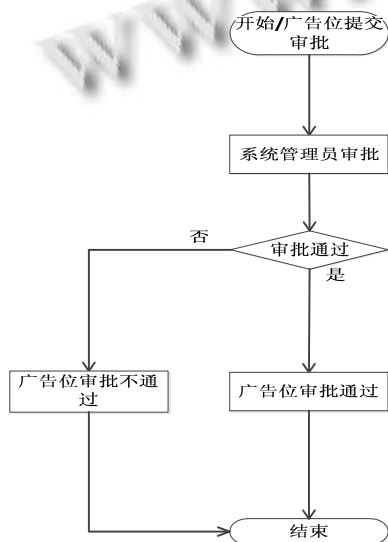 WWW
开始/广告位提交
审批
系统管理员审批
否
审批通过
是
广告位审批不通
过
广告位审批通过
结束